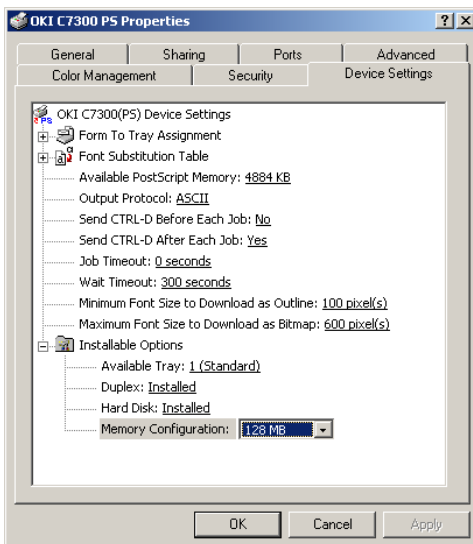 OKI C7300 PS Properties
General Sharing Ports Advanced
Color Management Security Device Settings
OKI C7300(PS) Device Settings
Form To Tray Assignment
Font Substitution Table
Available PostScript Memory: 4884 KB
Output Protocol: ASCII
Send CTRL-D Before Each Job: No
Send CTRL-D After Each Job: Yes
Job Timeout: 0 seconds
Wait Timeout: 300 seconds
Minimum Font Size to Download as Outline: 100 pixel(s)
Maximum Font Size to Download as Bitmap: 600 pixel(s)
Installable Options
Available Tray: 1 (Standard)
Duplex: Installed
Hard Disk: Installed
Memory Configuration: 128 MB
OK Cancel Apply